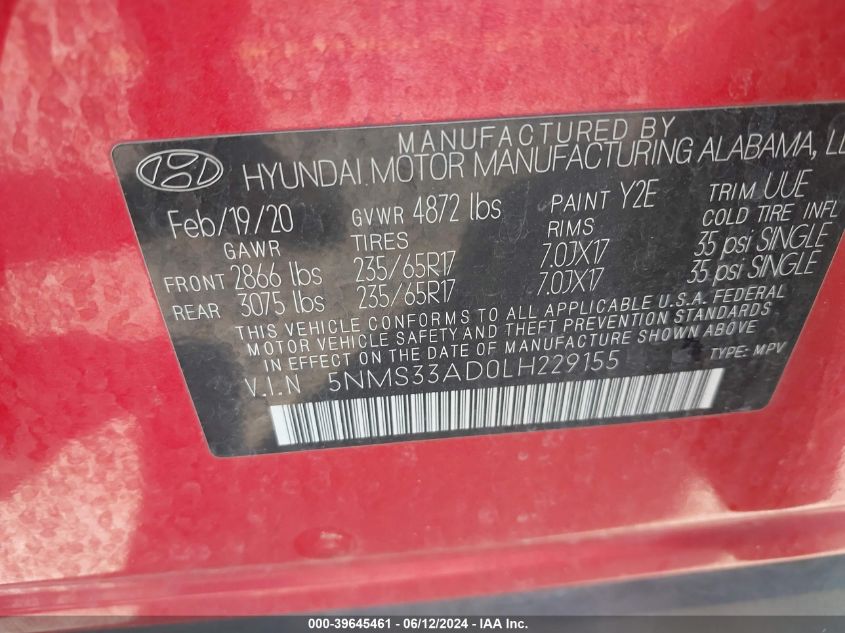 MANUFACTURED BY
HYUNDAI MOTOR MANUFACTURING ALABAMA, LL
Feb/19/20 GVWR 4872 lbs PAINT Y2E TRIM UUE
GAWR TIRES RIMS COLD TIRE INFL
FRONT 2866 lbs 235/65R17 7.0JX17 35 psi SINGLE
REAR 3075 lbs 235/65R17 7.0JX17 35 psi SINGLE
THIS VEHICLE CONFORMS TO ALL APPLICABLE U.S.A. FEDERAL
MOTOR VEHICLE SAFETY AND THEFT PREVENTION STANDARDS
IN EFFECT ON THE DATE OF MANUFACTURE SHOWN ABOVE
V.I.N 5NMS33AD0LH229155 TYPE: MPV
000-39645461 - 06/12/2024 - IAA Inc.